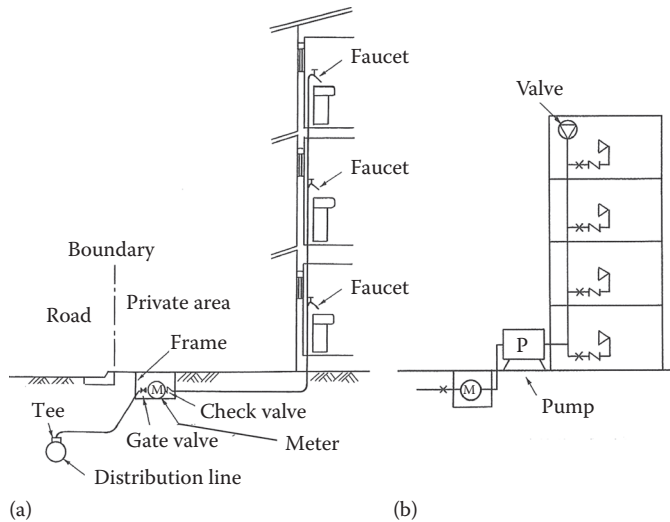 Faucet
Faucet
Boundary
Road
Private area
Faucet
Frame
M
Tee
Check valve
Gate valve
Meter
Distribution line
(a)
Valve
P
M
Pump
(b)